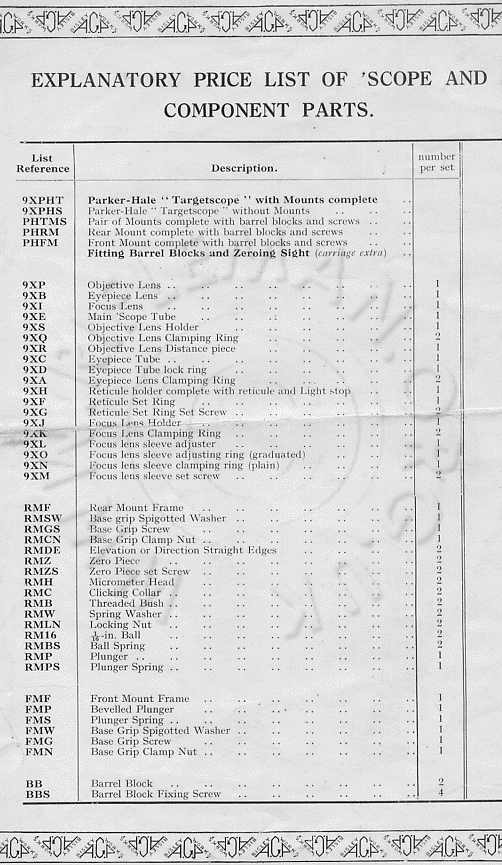 EXPLANATORY PRICE LIST OF 'SCOPE AND
COMPONENT PARTS.
List Reference Description. number per set
9XPHT Parker-Hale "Targetscope" with Mounts complete
9XPHS Parker-Hale "Targetscope" without Mounts
PHTMS Pair of Mounts complete with barrel blocks and screws
PHRM Rear Mount complete with barrel blocks and screws
PHFM Front Mount complete with barrel blocks and screws
Fitting Barrel Blocks and Zeroing Sight (carriage extra)
9XP Objective Lens 1
9XB Eyepiece Lens 1
9XI Focus Lens 1
9XE Main 'Scope Tube 1
9XS Objective Lens Holder 1
9XQ Objective Lens Clamping Ring 2
9XR Objective Lens Distance piece 1
9XC Eyepiece Tube 1
9XD Eyepiece Tube lock ring 1
9XA Eyepiece Lens Clamping Ring 2
9XH Reticule holder complete with reticule and Light stop 1
9XF Reticule Set Ring 1
9XG Reticule Set Ring Set Screw 2
9XJ Focus Lens Holder 1
9XK Focus Lens Clamping Ring 2
9XL Focus lens sleeve adjuster 1
9XO Focus lens sleeve adjusting ring (graduated) 1
9XN Focus lens sleeve clamping ring (plain) 1
9XM Focus lens sleeve set screw 2
RMF Rear Mount Frame 1
RMSW Base grip Spigotted Washer 1
RMGS Base Grip Screw 1
RMCN Base Grip Clamp Nut 1
RMDE Elevation or Direction Straight Edges 2
RMZ Zero Piece 2
RMZS Zero Piece set Screw 2
RMH Micrometer Head 2
RMC Clicking Collar 2
RMB Threaded Bush 2
RMW Spring Washer 2
RMLN Locking Nut 2
RM16 1/16-in. Ball 2
RMBS Ball Spring 2
RMP Plunger 1
RMPS Plunger Spring 1
FMF Front Mount Frame 1
FMP Bevelled Plunger 1
FMS Plunger Spring 1
FMW Base Grip Spigotted Washer 1
FMG Base Grip Screw 1
FMN Base Grip Clamp Nut 1
BB Barrel Block 2
BBS Barrel Block Fixing Screw 4